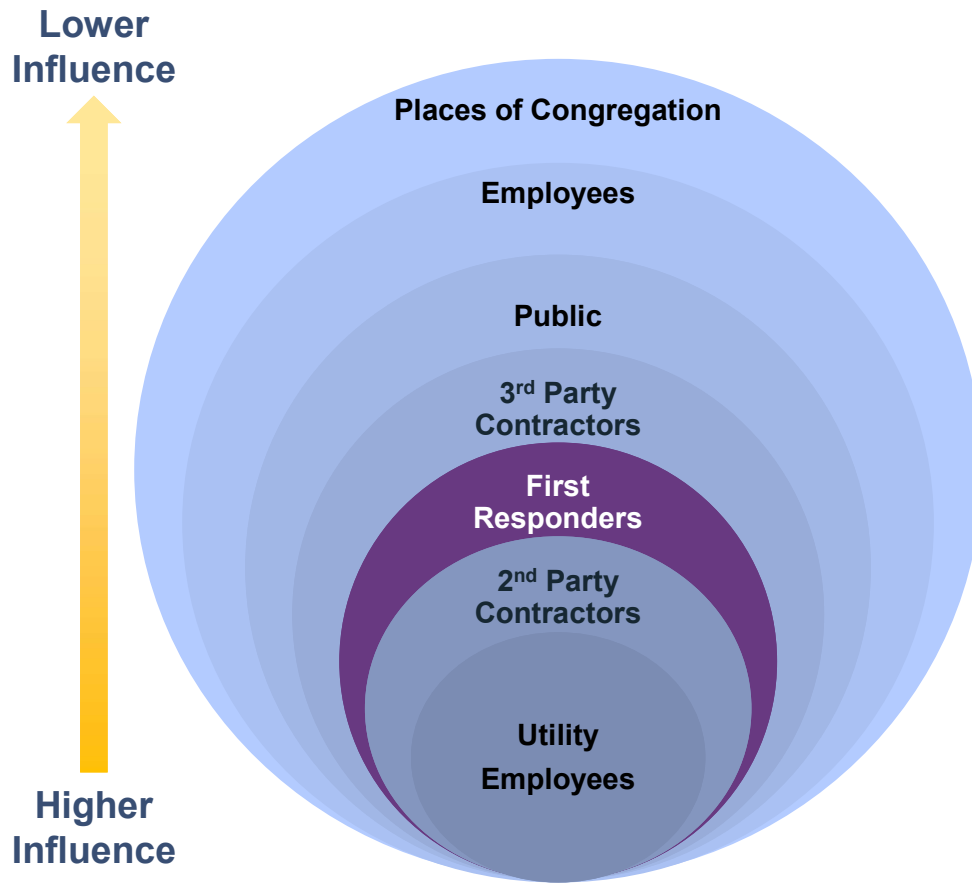 Lower
Influence
Places of Congregation
Employees
Public
3rd Party
Contractors
First
Responders
2nd Party
Contractors
Utility
Employees
Higher
Influence